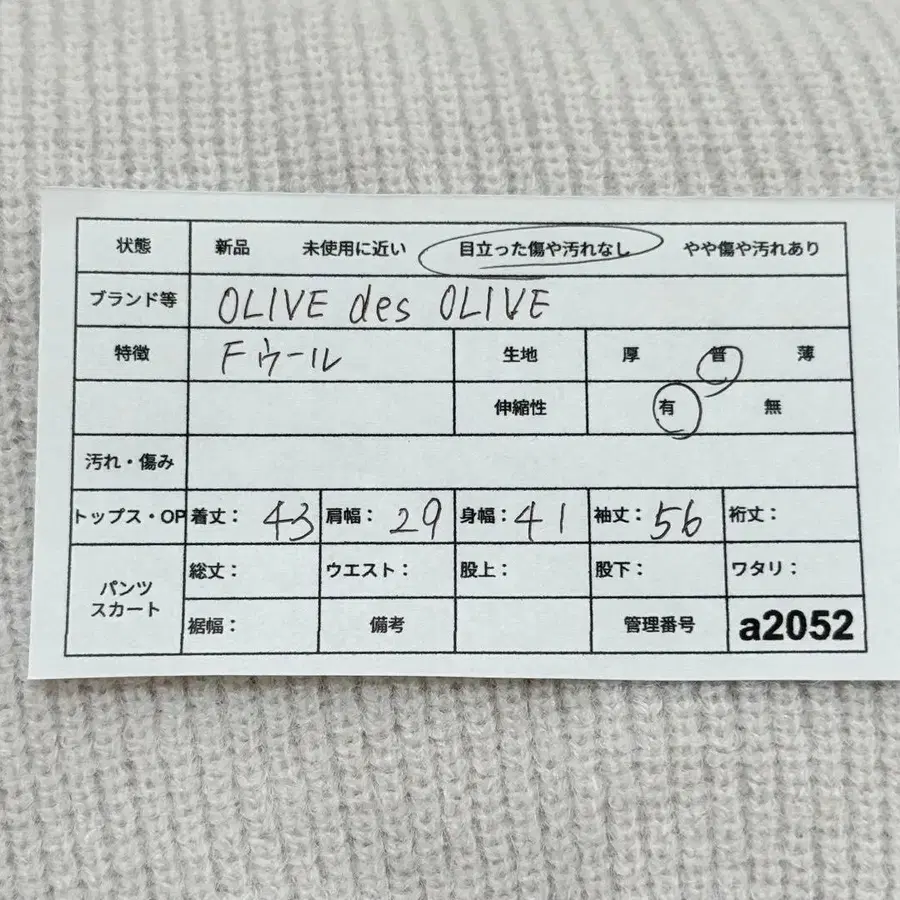 状態 新品 未使用に近い 目立った傷や汚れなし やや傷や汚れあり
ブランド等 OLIVE des OLIVE
特徴 Fウール 生地 厚 普 薄
伸縮性 有 無
汚れ・傷み
トップス・OP 着丈: 43 肩幅: 29 身幅: 41 袖丈: 56 裄丈:
パンツ スカート 総丈: ウエスト: 股上: 股下: ワタリ:
裾幅: 備考 管理番号 a2052